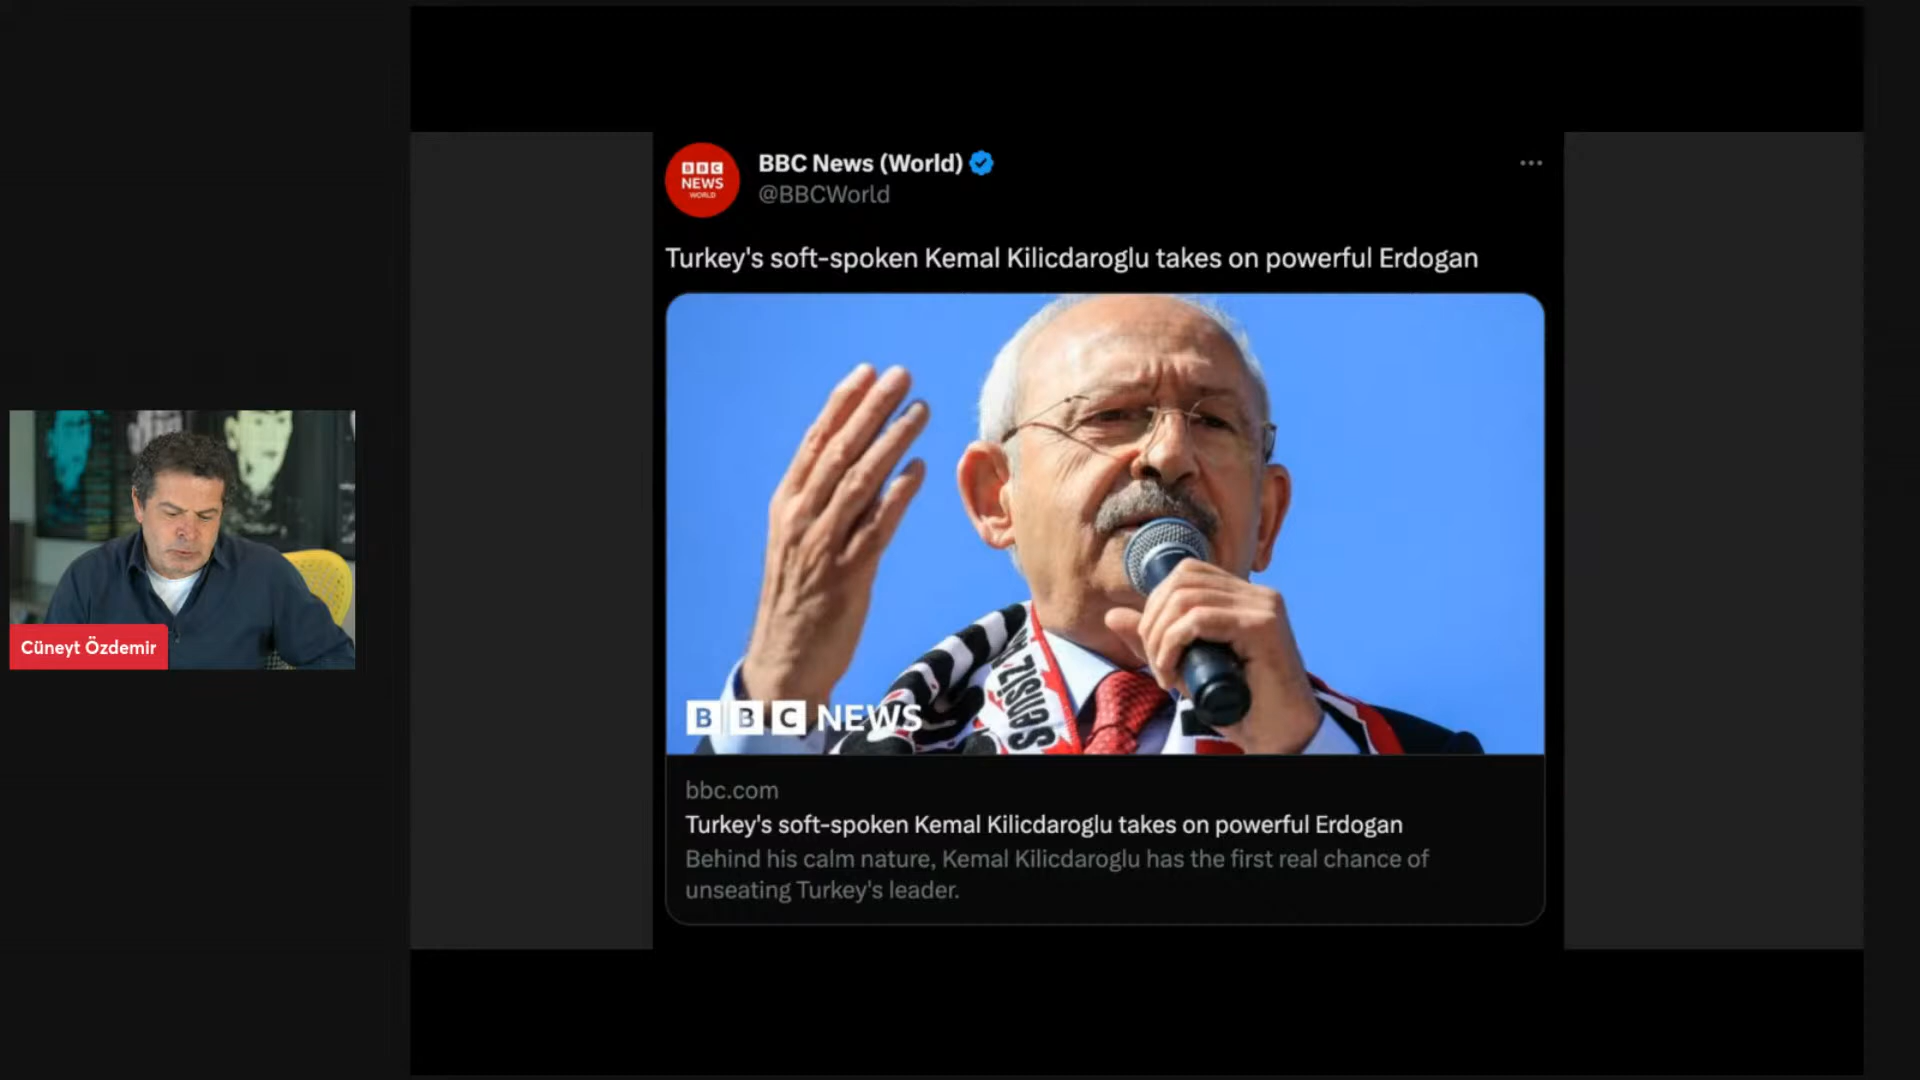 BBC
NEWS
WORLD
BBC News (World)
@BBCWorld
Turkey's soft-spoken Kemal Kilicdaroglu takes on powerful Erdogan
BBC NEWS
bbc.com
Turkey's soft-spoken Kemal Kilicdaroglu takes on powerful Erdogan
Behind his calm nature, Kemal Kilicdaroglu has the first real chance of
unseating Turkey's leader.
Cüneyt Özdemir